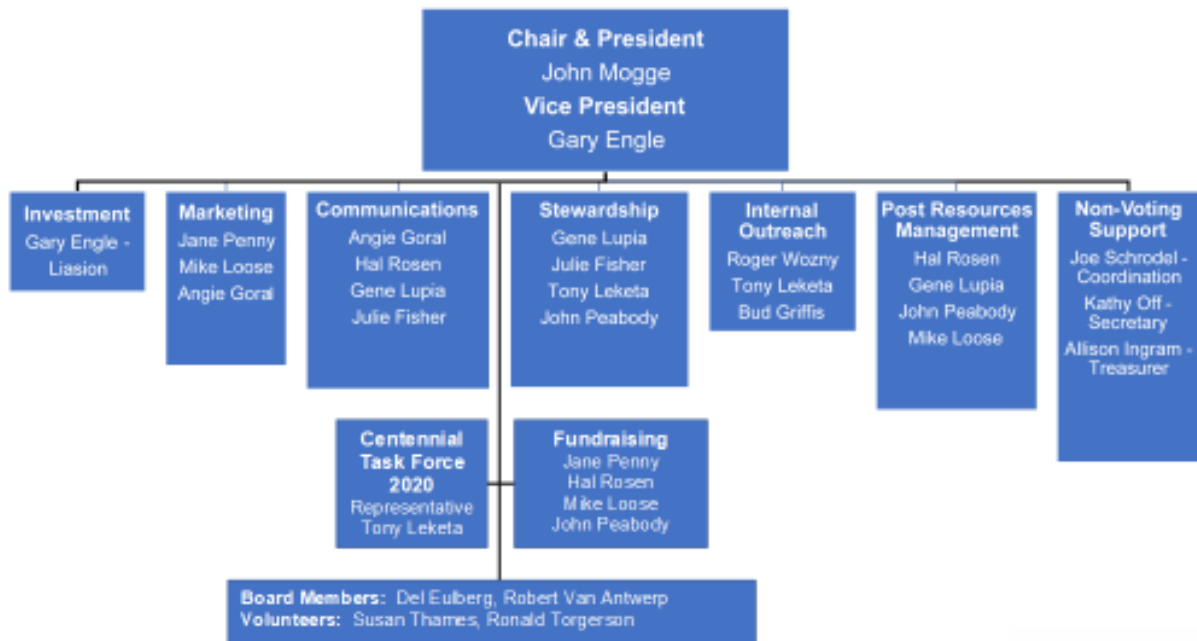 Chair & President
John Mogge
Vice President
Gary Engle
Investment
Gary Engle -
Liasion
Marketing
Jane Penny
Mike Loose
Angie Goral
Communications
Angie Goral
Hal Rosen
Gene Lupia
Julie Fisher
Stewardship
Gene Lupia
Julie Fisher
Tony Leketa
John Peabody
Internal
Outreach
Roger Wozny
Tony Leketa
Bud Griffis
Post Resources
Management
Hal Rosen
Gene Lupia
John Peabody
Mike Loose
Non-Voting
Support
Joe Schrodel -
Coordination
Kathy Off -
Secretary
Allison Ingram -
Treasurer
Centennial
Task Force
2020
Representative
Tony Leketa
Fundraising
Jane Penny
Hal Rosen
Mike Loose
John Peabody
Board Members: Del Eulberg, Robert Van Antwerp
Volunteers: Susan Thames, Ronald Torgerson